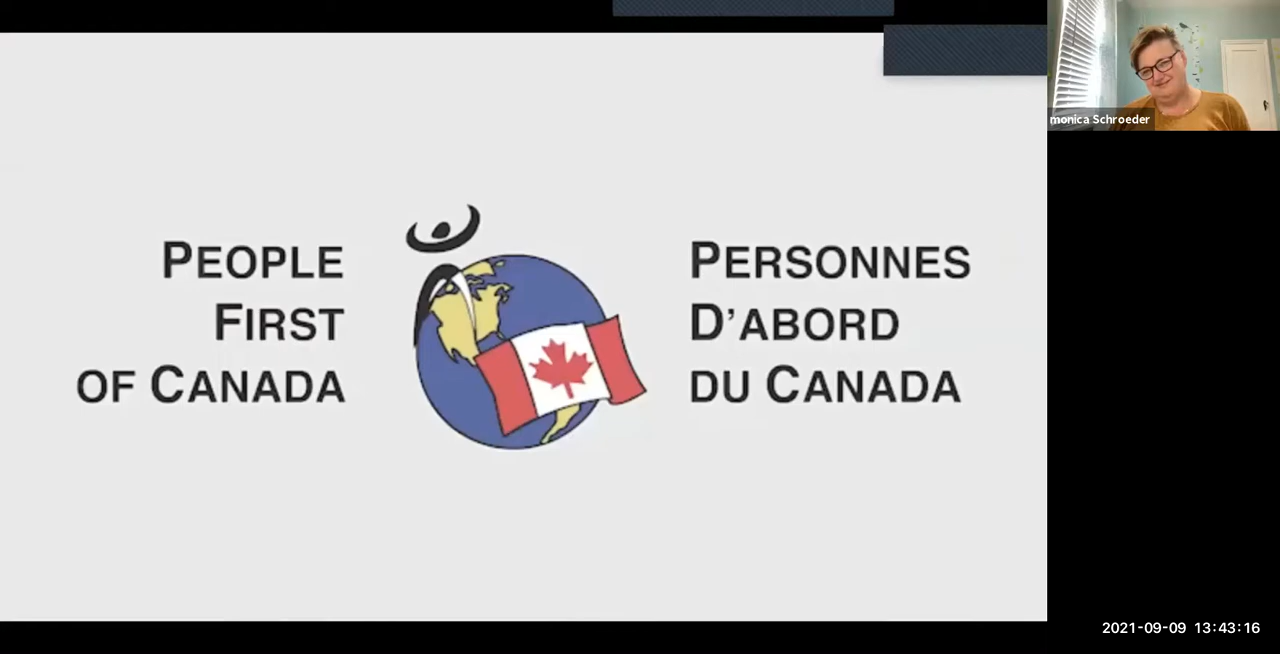 PEOPLE
FIRST
OF CANADA
PERSONNES
D’ABORD
DU CANADA
monica Schroeder
2021-09-09 13:43:16